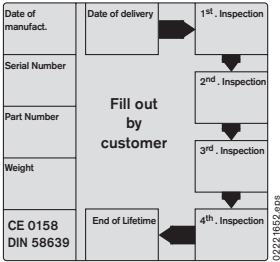 Date of
manufact.
Serial Number
Part Number
Weight
CE 0158
DIN 58639
Date of delivery
Fill out
by
customer
End of Lifetime
1st. Inspection
2nd. Inspection
3rd. Inspection
4th. Inspection
02221652.eps